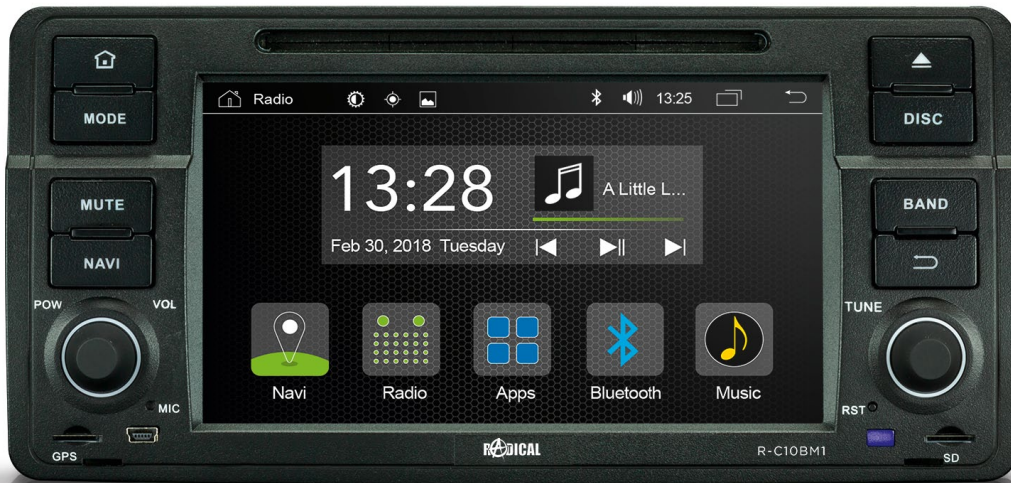 Radio
13:25
MODE
DISC
13:28
A Little L...
Feb 30, 2018 Tuesday
MUTE
BAND
NAVI
POW
VOL
TUNE
Navi
Radio
Apps
Bluetooth
Music
MIC
RST
GPS
RADICAL
R-C10BM1
SD